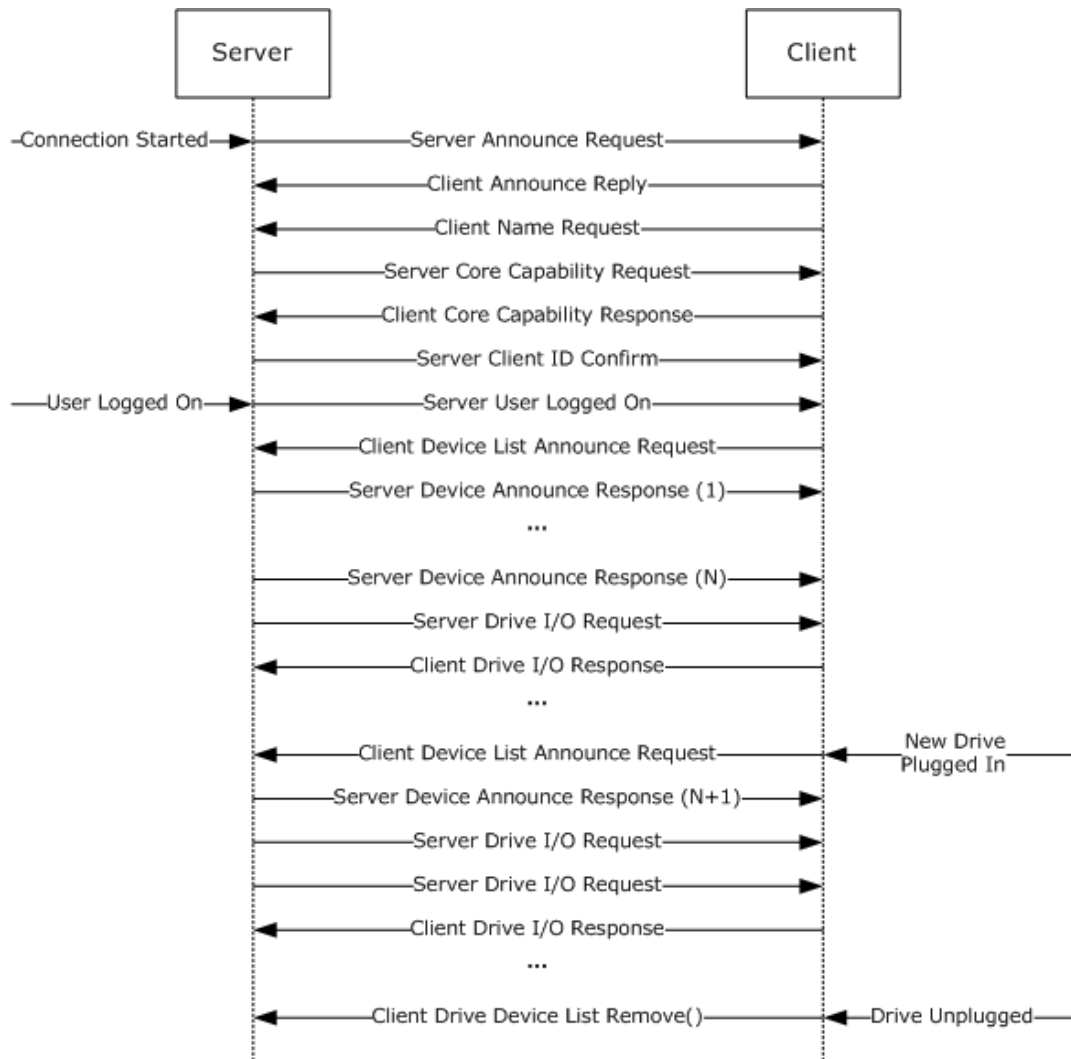 Server
Client
Connection Started
Server Announce Request
Client Announce Reply
Client Name Request
Server Core Capability Request
Client Core Capability Response
Server Client ID Confirm
User Logged On
Server User Logged On
Client Device List Announce Request
Server Device Announce Response (1)
...
Server Device Announce Response (N)
Server Drive I/O Request
Client Drive I/O Response
...
Client Device List Announce Request
New Drive
Plugged In
Server Device Announce Response (N+1)
Server Drive I/O Request
Server Drive I/O Request
Client Drive I/O Response
...
Client Drive Device List Remove()
Drive Unplugged